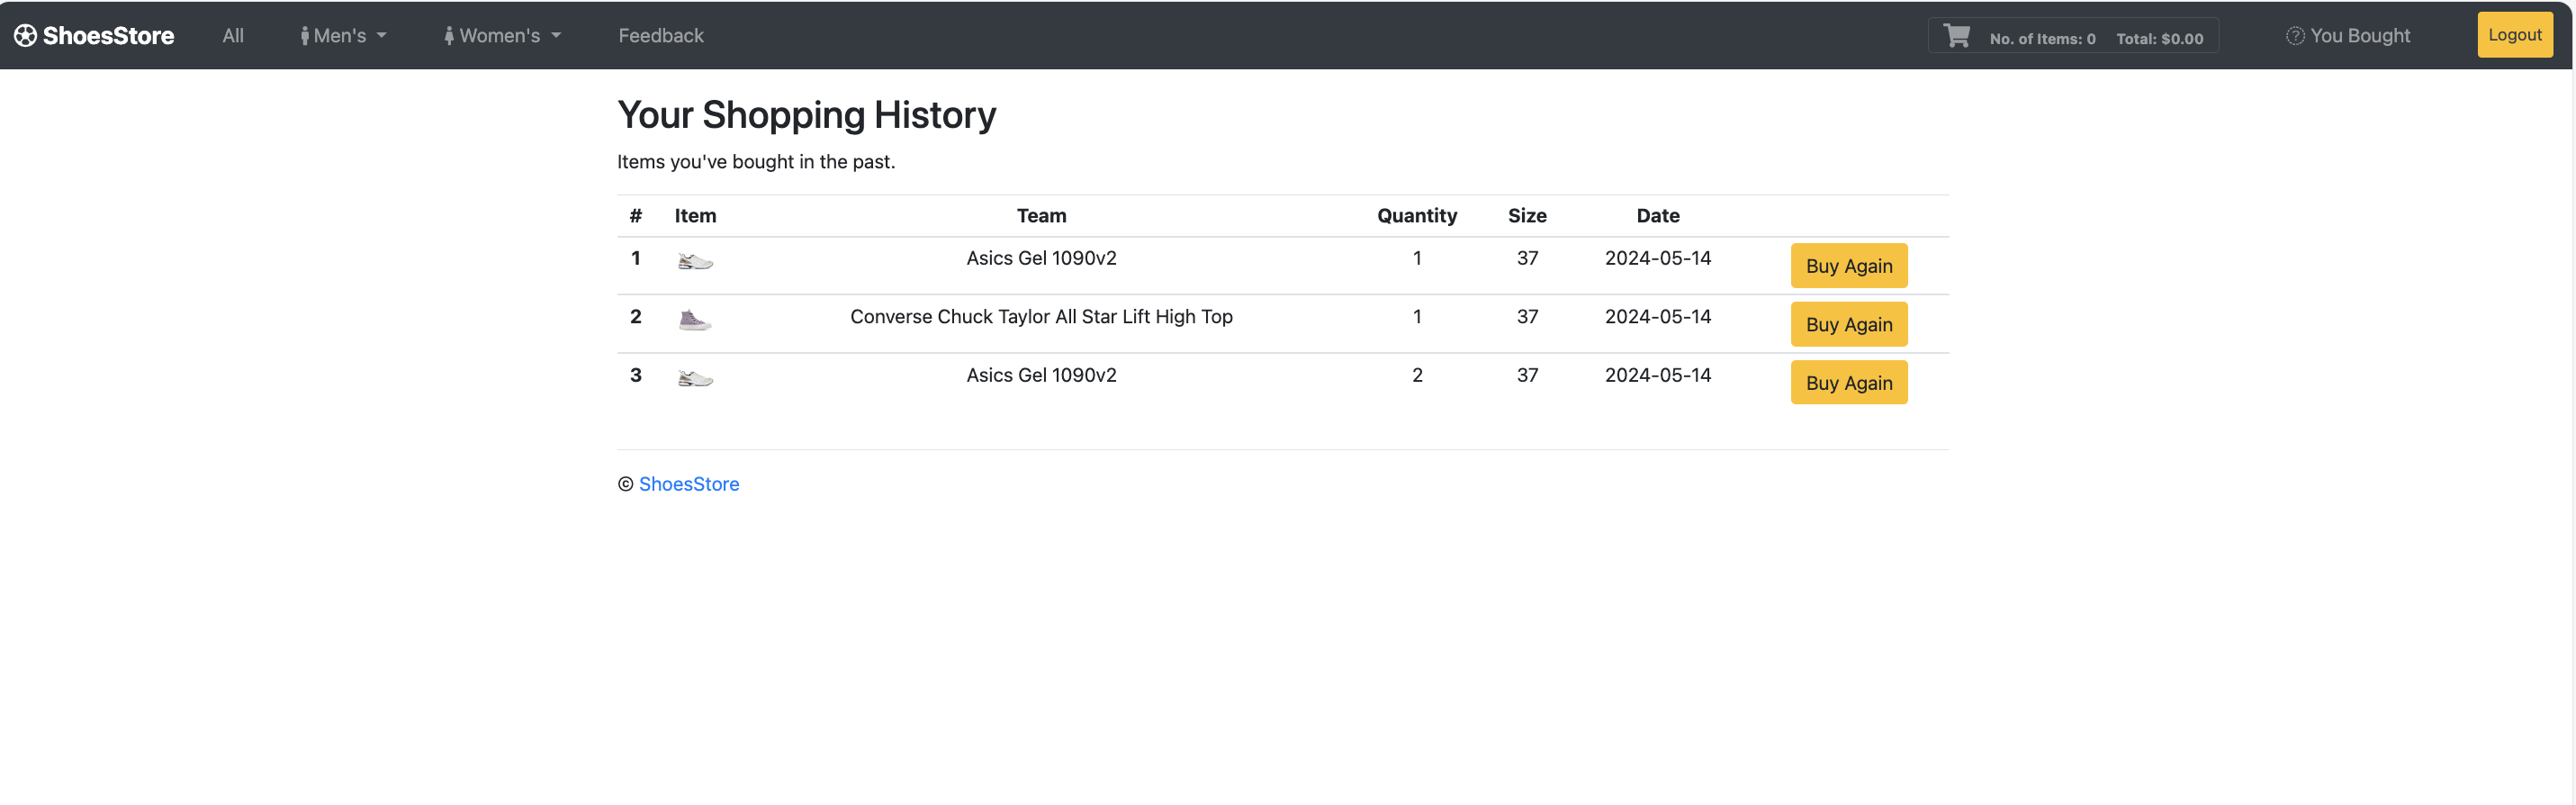 ShoesStore All Men's Women's Feedback No. of Items: 0 Total: $0.00 You Bought Logout
Your Shopping History
Items you've bought in the past.
# Item Team Quantity Size Date
1 Asics Gel 1090v2 1 37 2024-05-14 Buy Again
2 Converse Chuck Taylor All Star Lift High Top 1 37 2024-05-14 Buy Again
3 Asics Gel 1090v2 2 37 2024-05-14 Buy Again
© ShoesStore